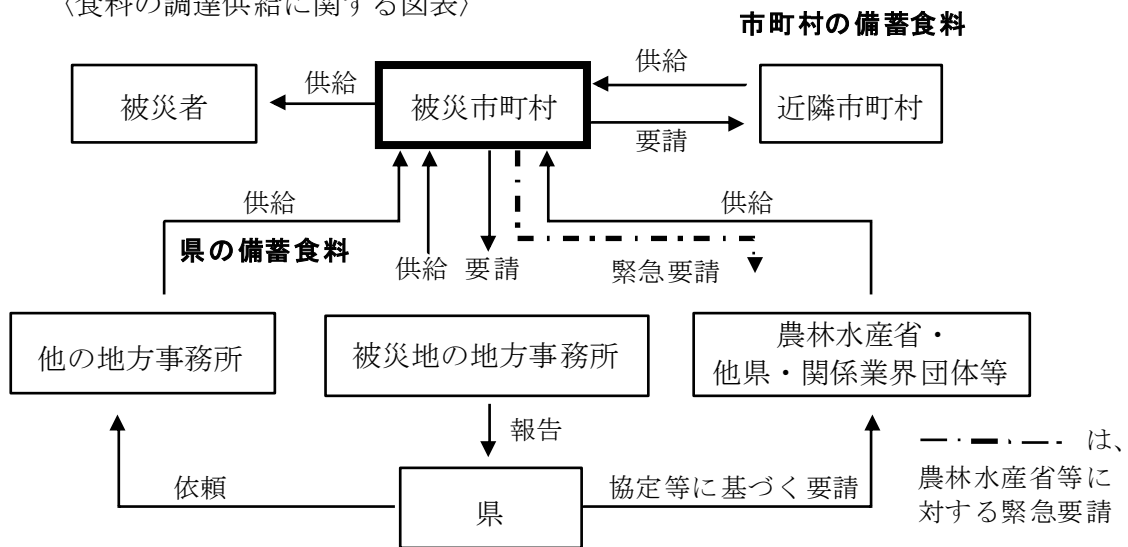 〈食料の調達供給に関する図表〉
市町村の備蓄食料
供給
供給
被災者
被災市町村
近隣市町村
要請
供給
供給
県の備蓄食料
供給
要請
緊急要請
他の地方事務所
被災地の地方事務所
農林水産省・
他県・関係業界団体等
報告
依頼
県
協定等に基づく要請
は、
農林水産省等に
対する緊急要請